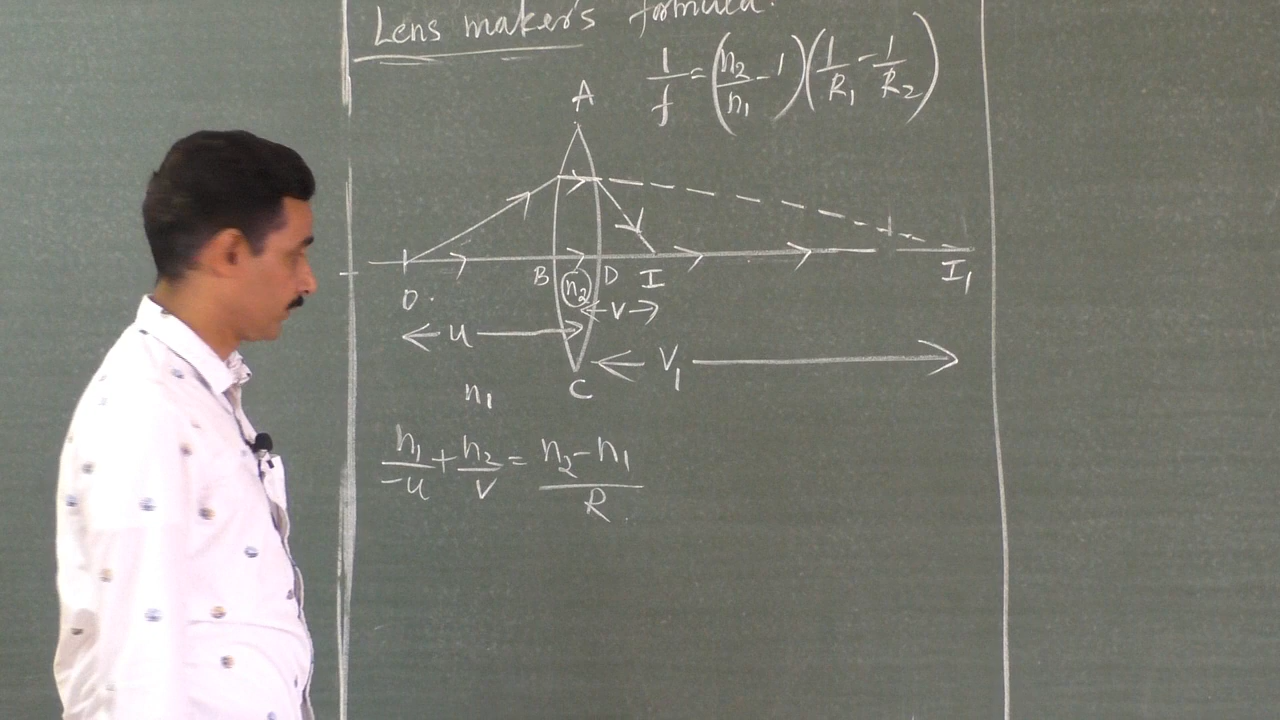 Lens maker's formula.
1/f = (n₂/n₁ - 1)(1/R₁ - 1/R₂)
A
B
n₂
D
I
I₁
O.
u
v
V₁
C
n₁
n₁/-u + n₂/v = n₂-n₁/R.